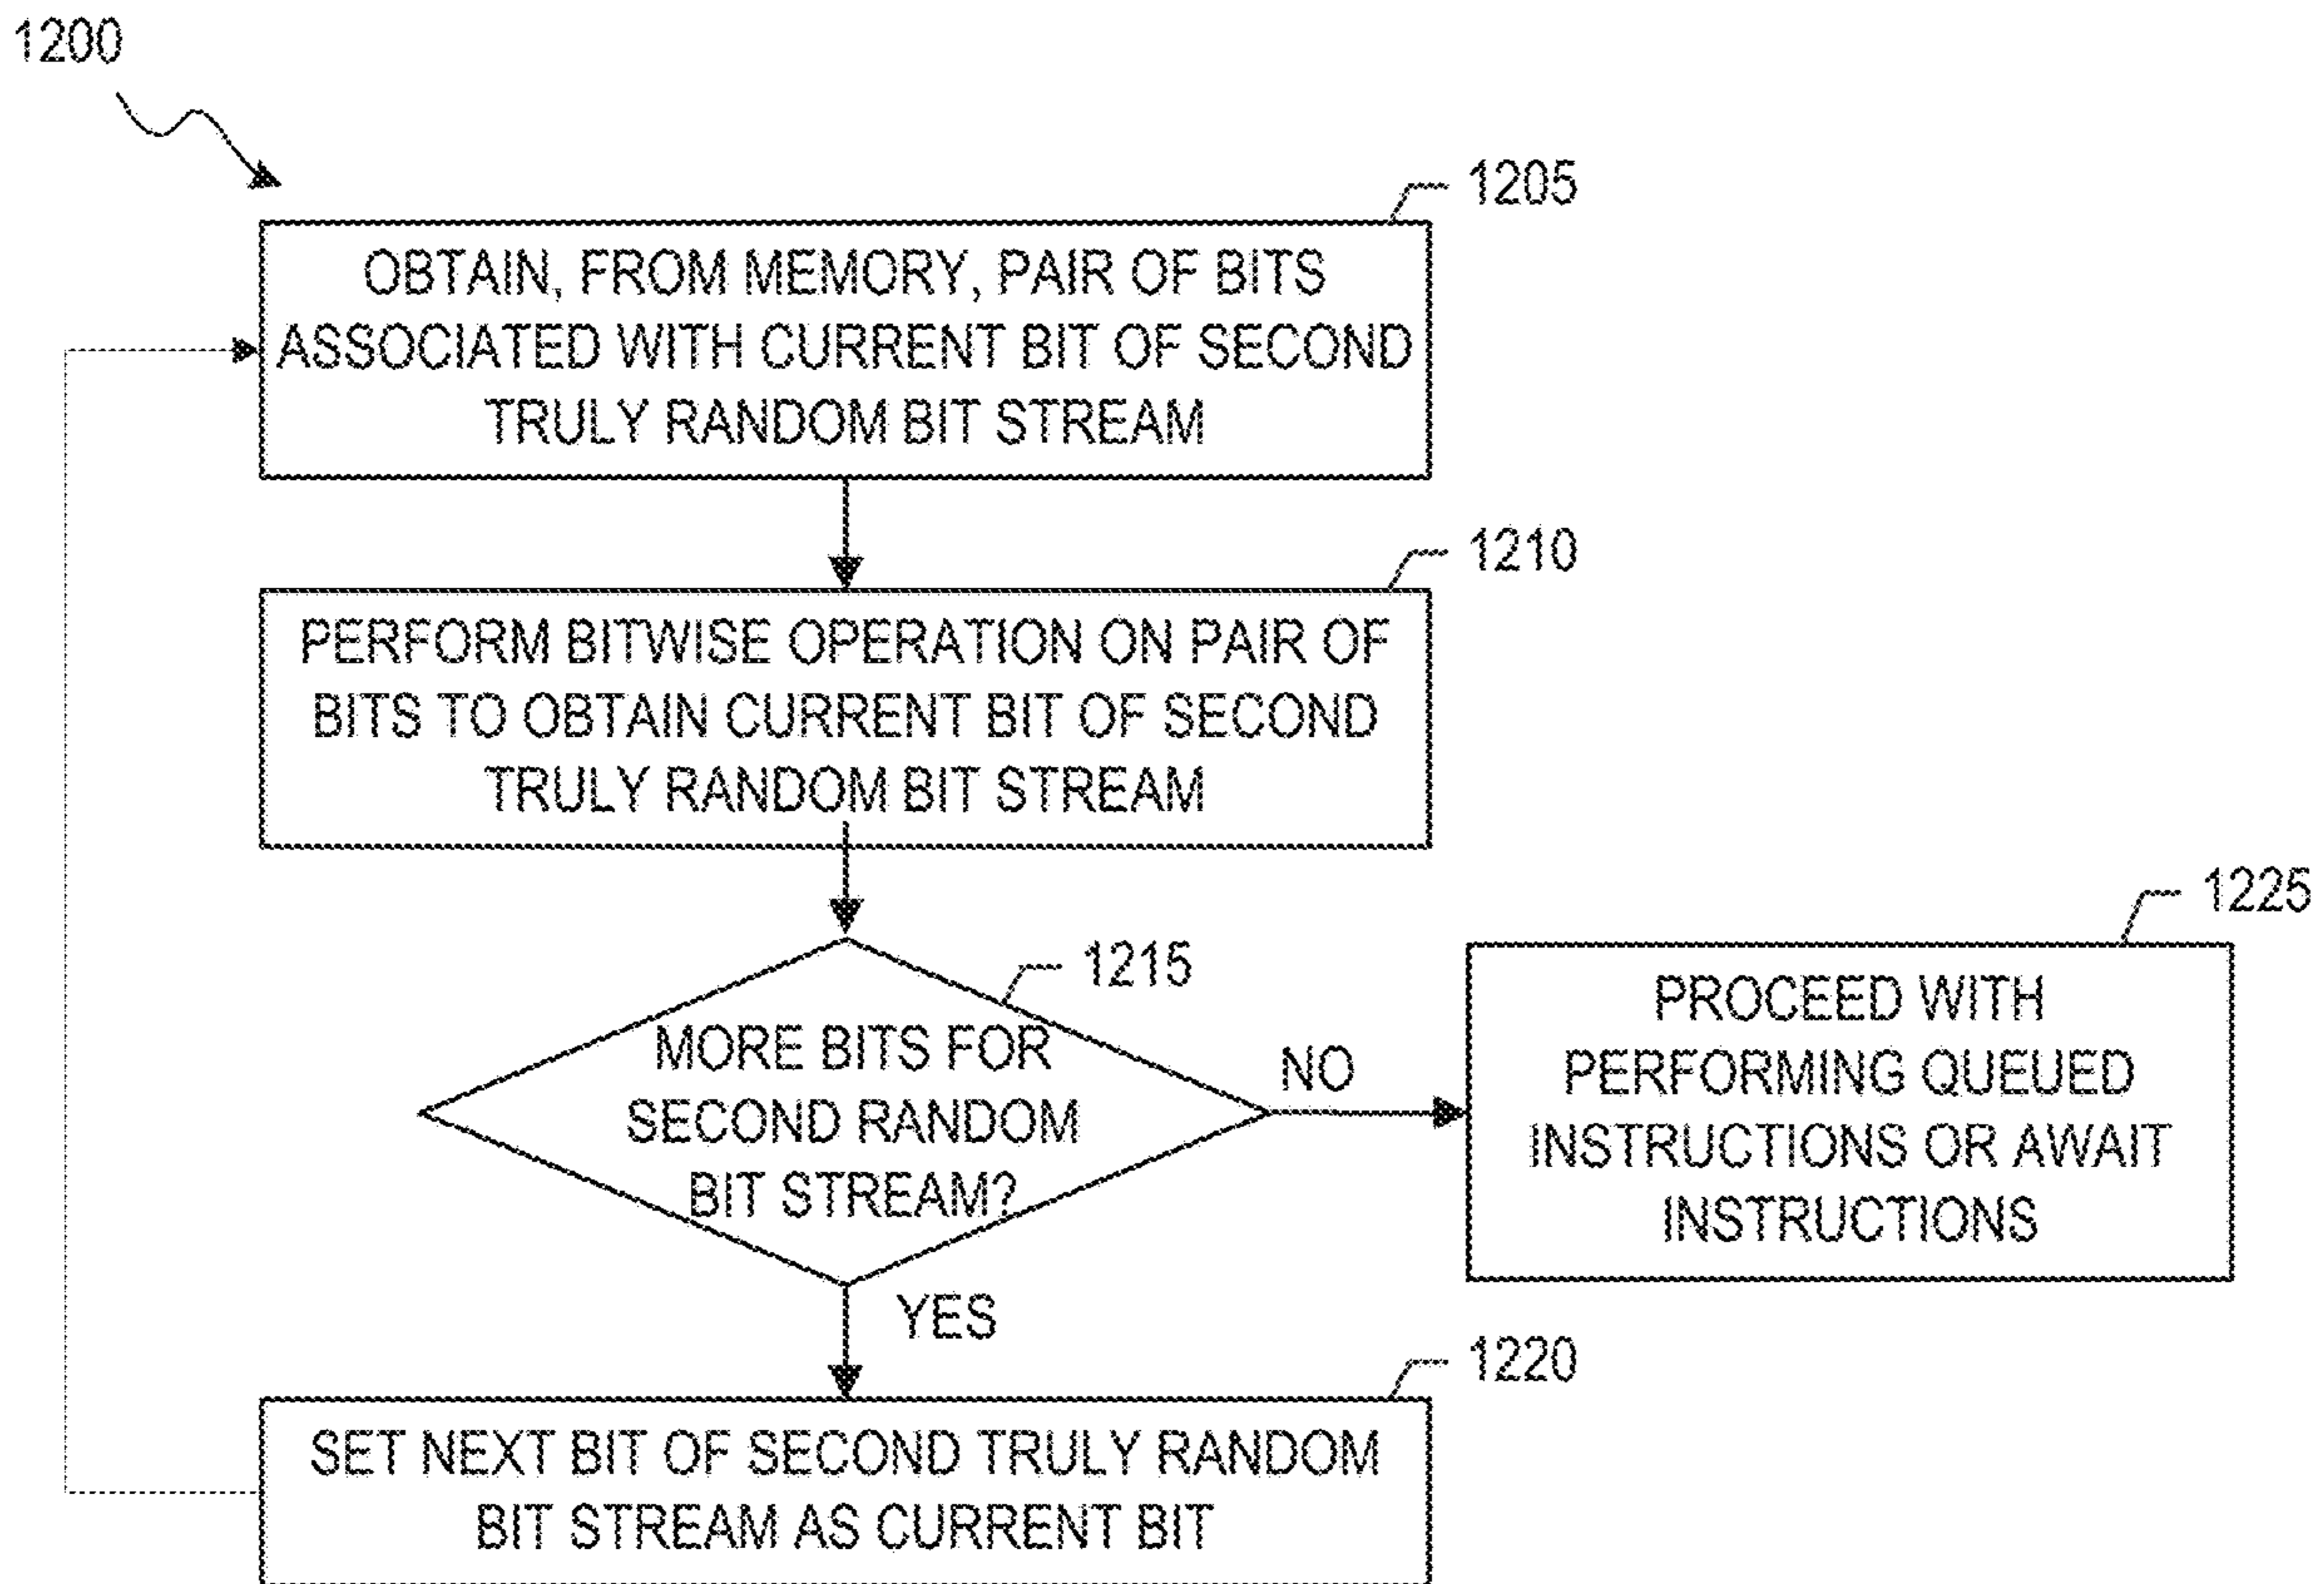 1200
1205
OBTAIN, FROM MEMORY, PAIR OF BITS
ASSOCIATED WITH CURRENT BIT OF SECOND
TRULY RANDOM BIT STREAM
1210
PERFORM BITWISE OPERATION ON PAIR OF
BITS TO OBTAIN CURRENT BIT OF SECOND
TRULY RANDOM BIT STREAM
1215
MORE BITS FOR
SECOND RANDOM
BIT STREAM?
NO
1225
PROCEED WITH
PERFORMING QUEUED
INSTRUCTIONS OR AWAIT
INSTRUCTIONS
YES
1220
SET NEXT BIT OF SECOND TRULY RANDOM
BIT STREAM AS CURRENT BIT